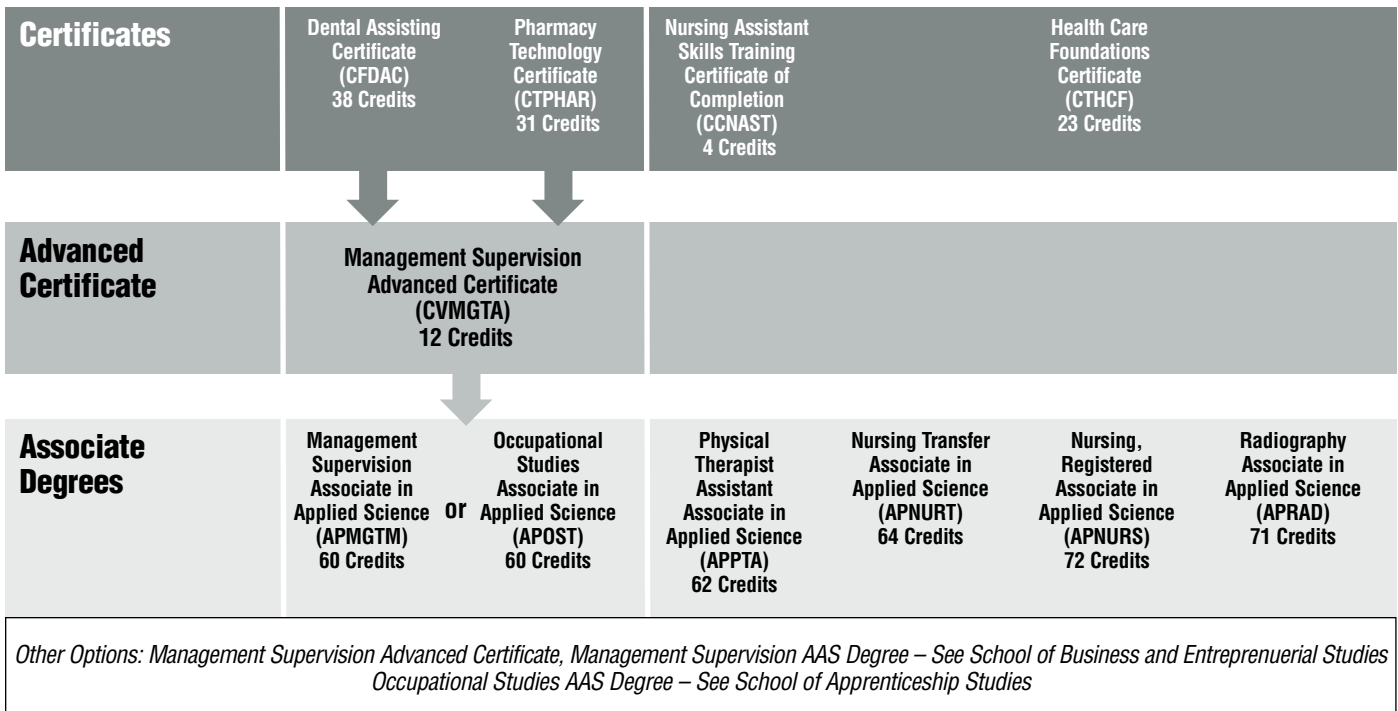 Certificates
Dental Assisting
Certificate
(CFDAC)
38 Credits
Pharmacy
Technology
Certificate
(CTPHAR)
31 Credits
Nursing Assistant
Skills Training
Certificate of
Completion
(CCNAST)
4 Credits
Health Care
Foundations
Certificate
(CTHCF)
23 Credits
Advanced
Certificate
Management Supervision
Advanced Certificate
(CVMGTA)
12 Credits
Associate
Degrees
Management
Supervision
Associate in
Applied Science
(APMGTM)
60 Credits
or
Occupational
Studies
Associate in
Applied Science
(APOST)
60 Credits
Physical
Therapist
Assistant
Associate in
Applied Science
(APPTA)
62 Credits
Nursing Transfer
Associate in
Applied Science
(APNURT)
64 Credits
Nursing,
Registered
Associate in
Applied Science
(APNURS)
72 Credits
Radiography
Associate in
Applied Science
(APRAD)
71 Credits
Other Options: Management Supervision Advanced Certificate, Management Supervision AAS Degree – See School of Business and Entreprenuerial Studies
Occupational Studies AAS Degree – See School of Apprenticeship Studies